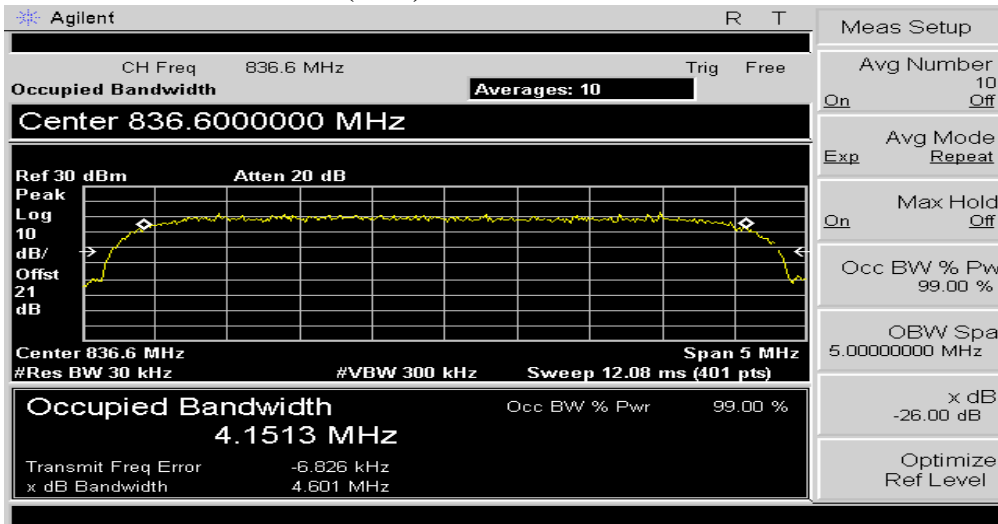 Agilent R T
CH Freq 836.6 MHz Trig Free
Occupied Bandwidth Averages: 10
Center 836.6000000 MHz
Ref 30 dBm Atten 20 dB
Peak
Log
10
dB/
Offst
21
dB
Center 836.6 MHz Span 5 MHz
#Res BW 30 kHz #VBW 300 kHz Sweep 12.08 ms (401 pts)
Occupied Bandwidth Occ BW % Pwr 99.00 %
4.1513 MHz
Transmit Freq Error -6.826 kHz
x dB Bandwidth 4.601 MHz
Meas Setup
Avg Number
10
On Off
Avg Mode
Exp Repeat
Max Hold
On Off
Occ BW % Pw
99.00 %
OBW Spa
5.00000000 MHz
x dB
-26.00 dB
Optimize
Ref Level